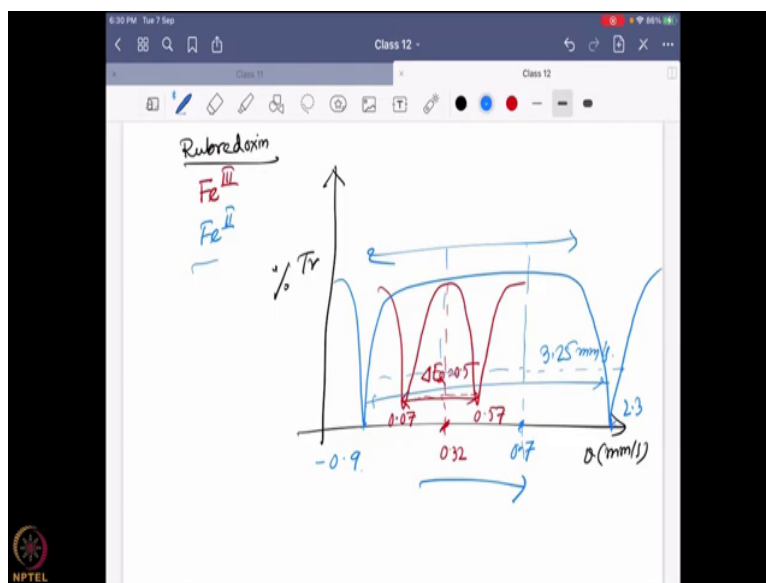 6:30 PM Tue 7 Sep
86%
Class 12
Class 11
Class 12
Rubredoxin
Fe III
Fe II
% Tr
3.25 mm/s
ΔEQ = 0.5
0.07
0.57
2.3
-0.9
0.32
0.7
(mm/s)
NPTEL